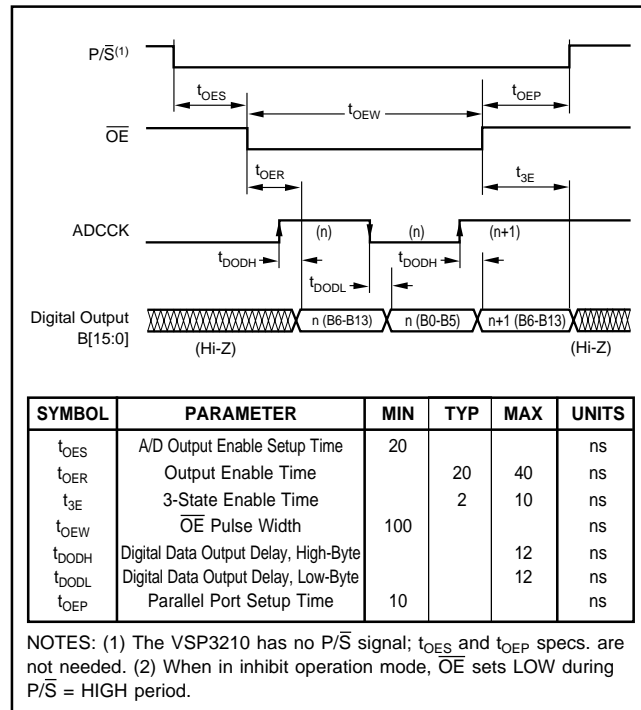 P/S̅(1)
tOES
tOEW
tOEP
O̅E̅
tOER
t3E
ADCCK
(n)
(n)
(n+1)
tDODH
tDODL
tDODH
Digital Output
B[15:0]
n (B6-B13)
n (B0-B5)
n+1 (B6-B13)
(Hi-Z)
(Hi-Z)
SYMBOL PARAMETER MIN TYP MAX UNITS
tOES A/D Output Enable Setup Time 20 ns
tOER Output Enable Time 20 40 ns
t3E 3-State Enable Time 2 10 ns
tOEW O̅E̅ Pulse Width 100 ns
tDODH Digital Data Output Delay, High-Byte 12 ns
tDODL Digital Data Output Delay, Low-Byte 12 ns
tOEP Parallel Port Setup Time 10 ns
NOTES: (1) The VSP3210 has no P/S̅ signal; tOES and tOEP specs. are
not needed. (2) When in inhibit operation mode, O̅E̅ sets LOW during
P/S̅ = HIGH period.